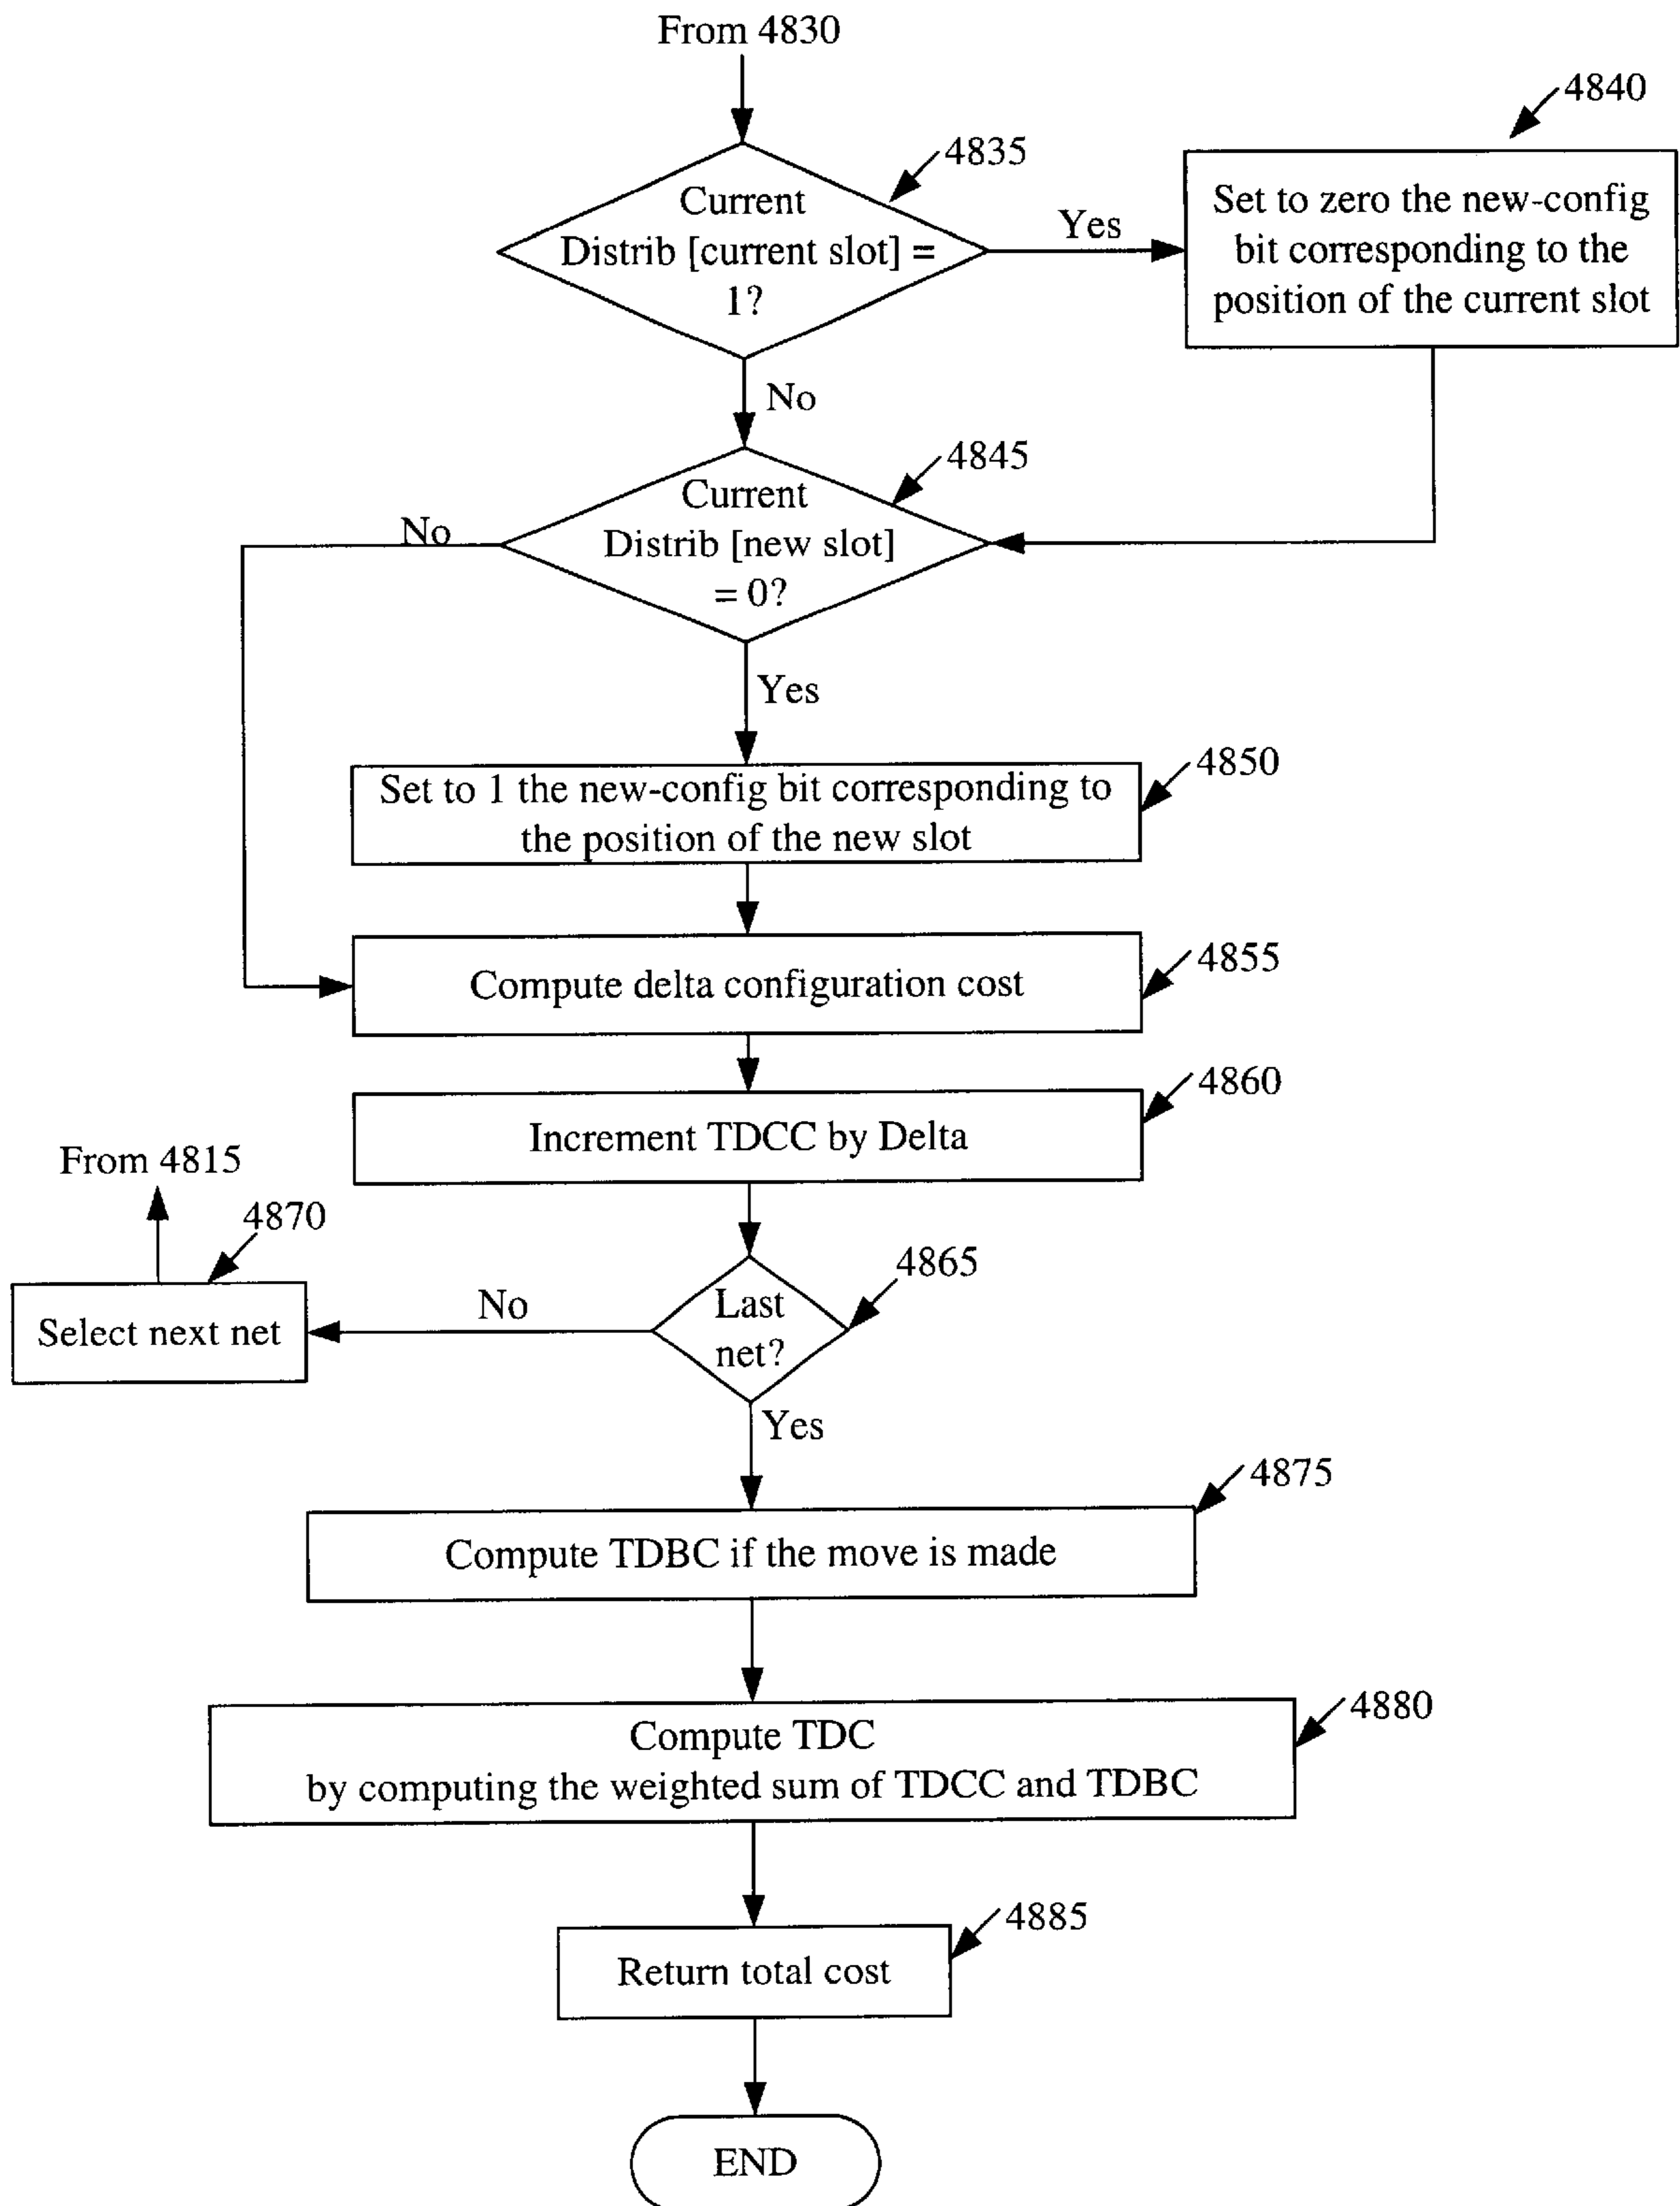 From 4830
4840
4835
Current
Distrib [current slot] =
1?
Yes
Set to zero the new-config
bit corresponding to the
position of the current slot
No
4845
Current
Distrib [new slot]
= 0?
No
Yes
4850
Set to 1 the new-config bit corresponding to
the position of the new slot
4855
Compute delta configuration cost
4860
Increment TDCC by Delta
From 4815
4870
4865
Last
net?
No
Select next net
Yes
4875
Compute TDBC if the move is made
4880
Compute TDC
by computing the weighted sum of TDCC and TDBC
4885
Return total cost
END